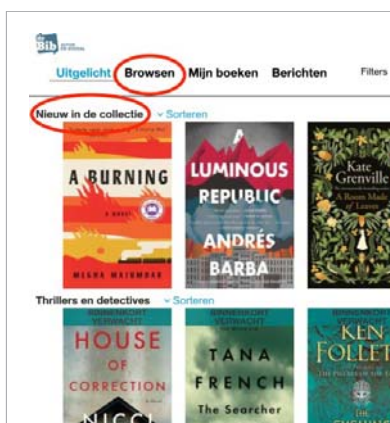 de
Bib
Uitgelicht Browsen Mijn boeken Berichten Filters
Nieuw in de collectie Sorteren
A BURNING
A NOVEL
MEGHA MAJUMDAR
A
LUMINOUS
REPUBLIC
ANDRÉS
BARBA
Kate
Grenville
A Room Made
of Leaves
Thrillers en detectives Sorteren
BINNENKORT
VERWACHT
HOUSE
OF
CORRECTION
NICCI
BINNENKORT
VERWACHT
TANA
FRENCH
The Searcher
BINNENKORT
VERWACHT
KEN
FOLLET
THE